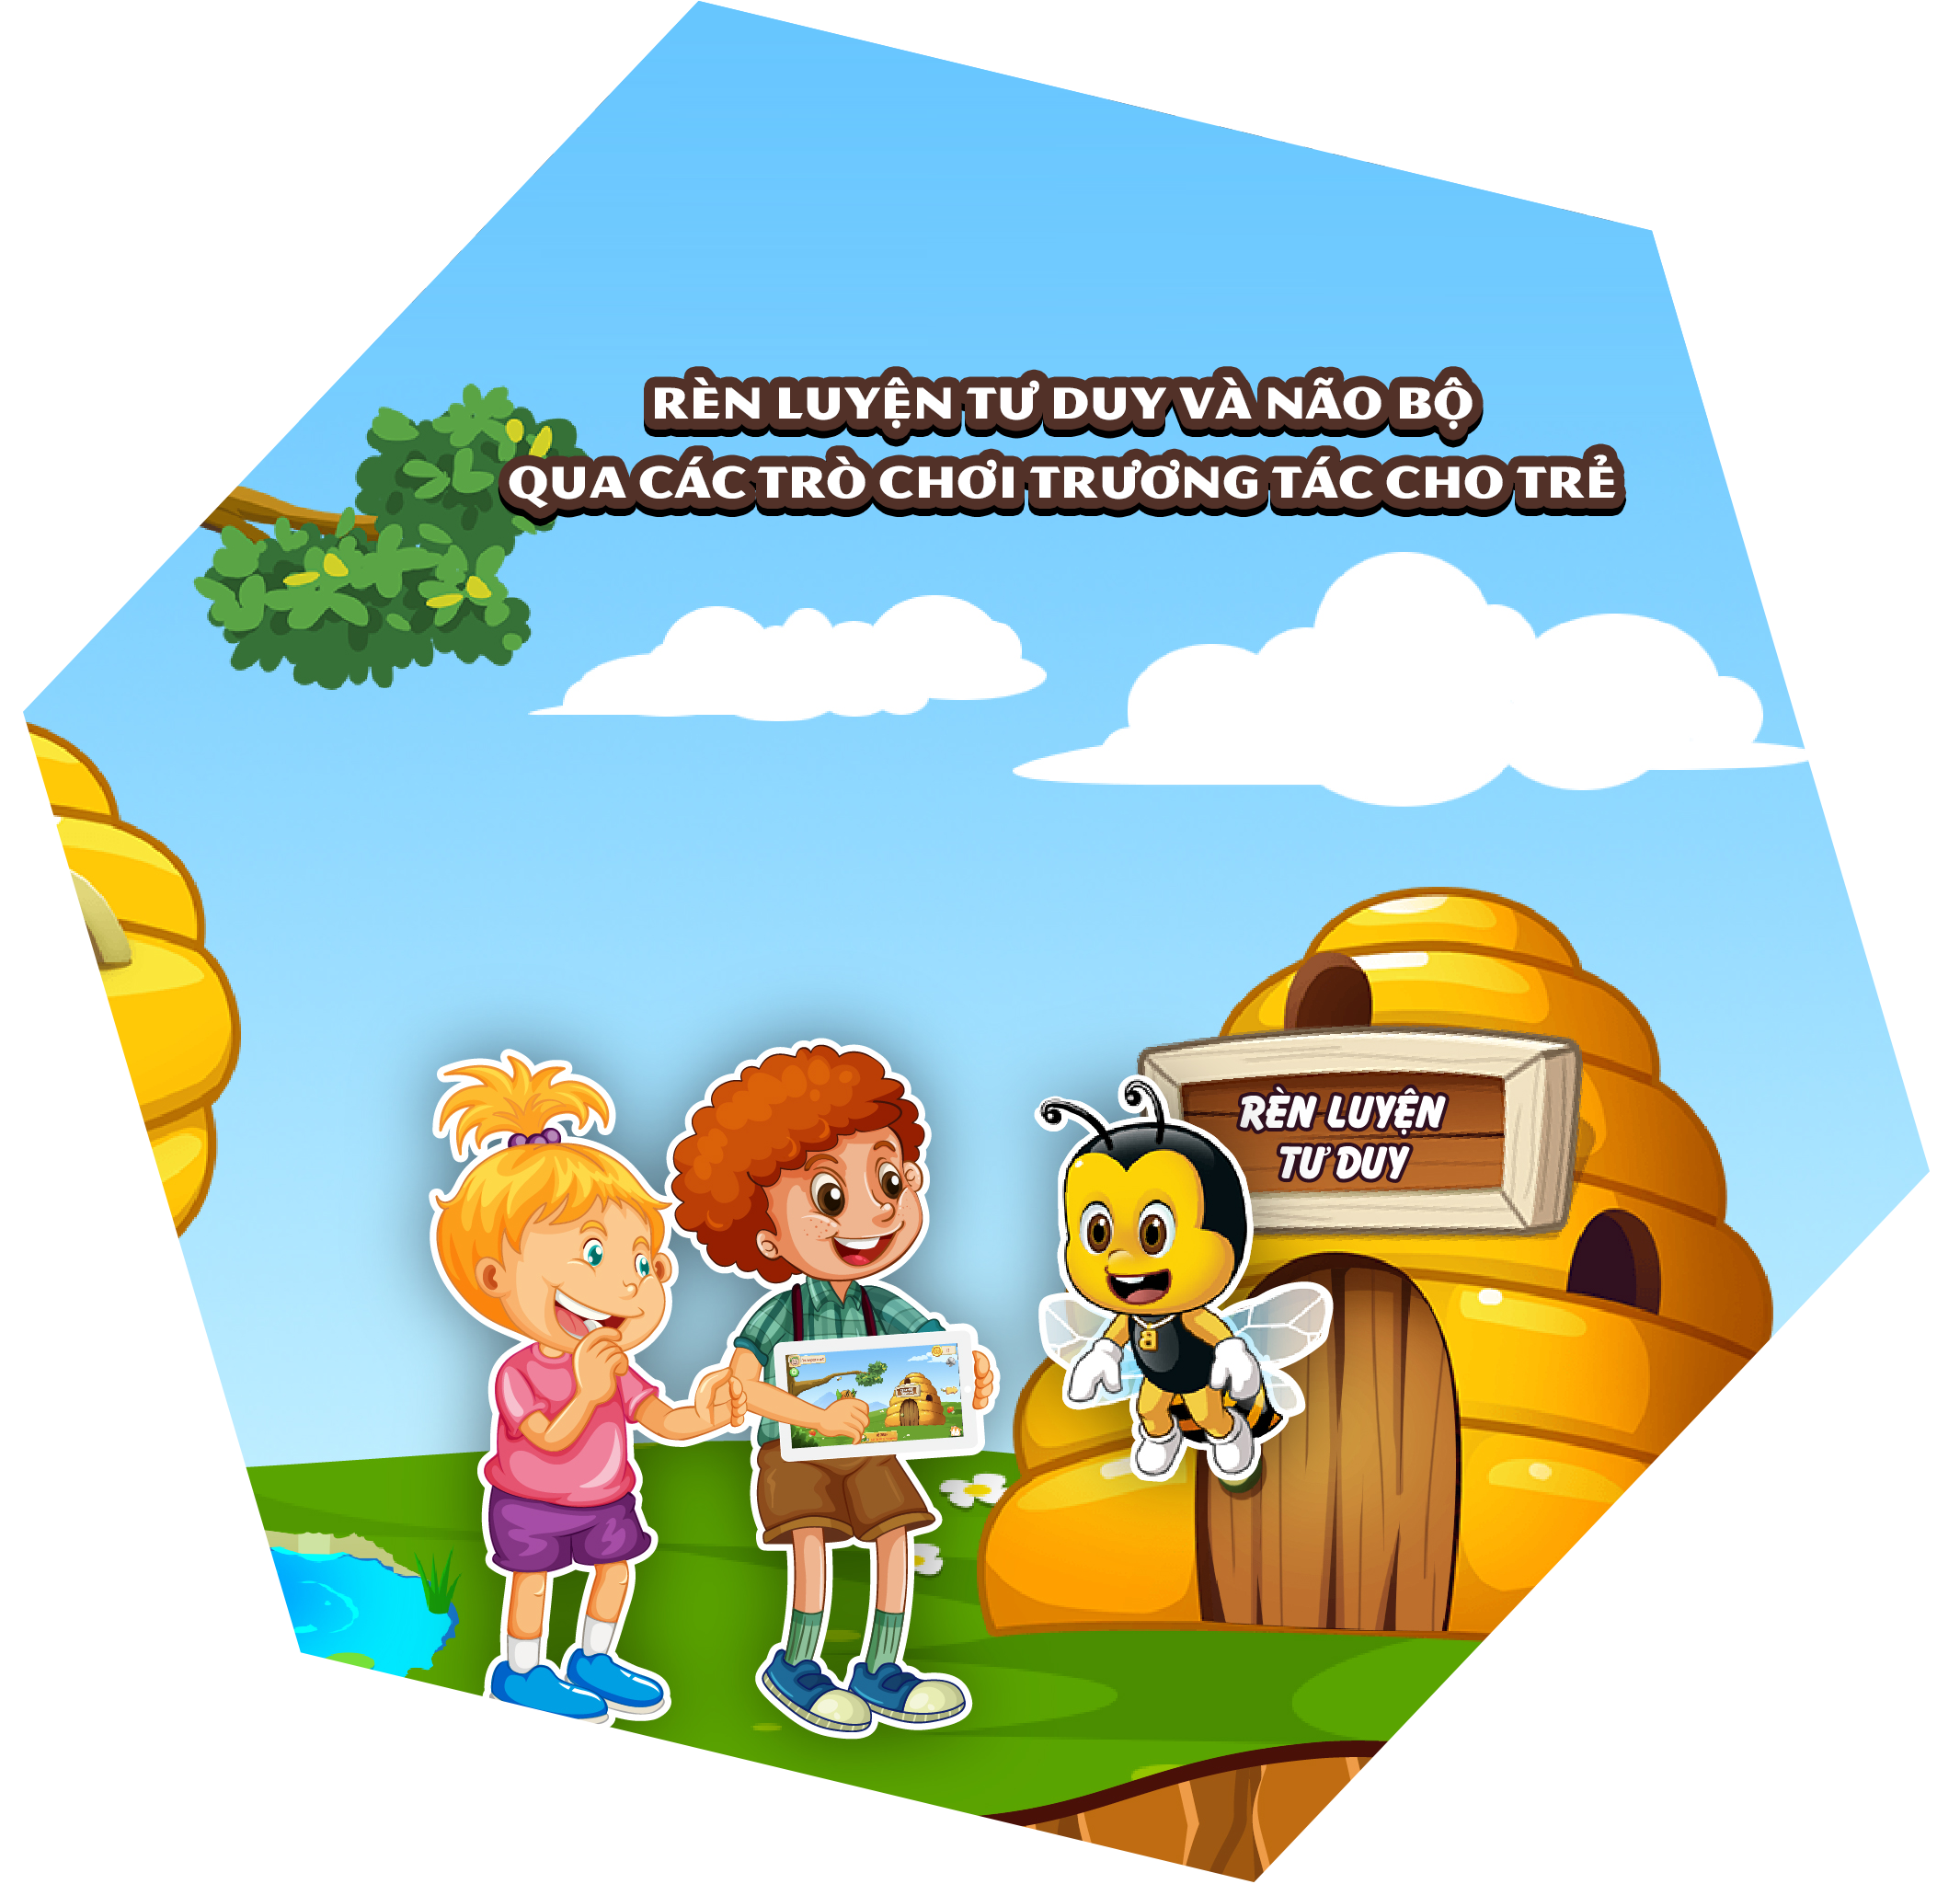 RÈN LUYỆN TƯ DUY VÀ NÃO BỘ
QUA CÁC TRÒ CHƠI TRƯƠNG TÁC CHO TRẺ
RÈN LUYỆN
TƯ DUY
B